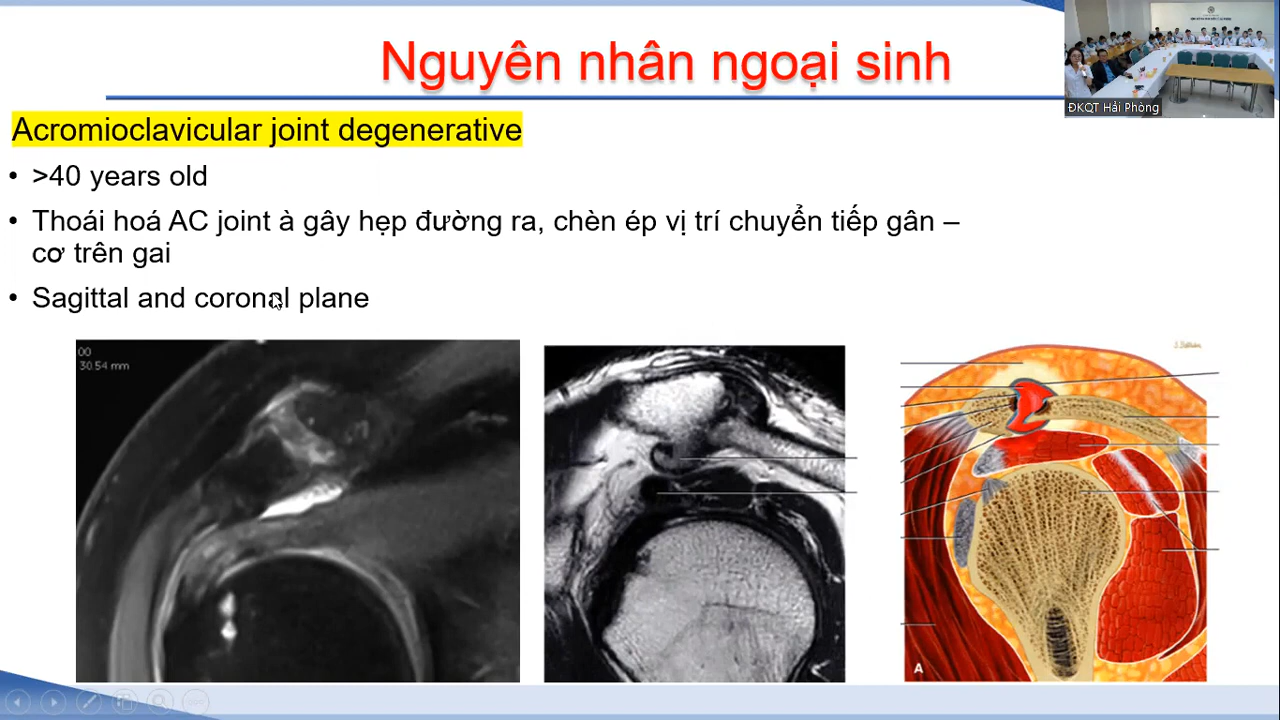 Nguyên nhân ngoại sinh
ĐKQT Hải Phòng
Acromioclavicular joint degenerative
• >40 years old
• Thoái hoá AC joint à gây hẹp đường ra, chèn ép vị trí chuyển tiếp gân –
cơ trên gai
• Sagittal and coronal plane
00
30.54 mm
A